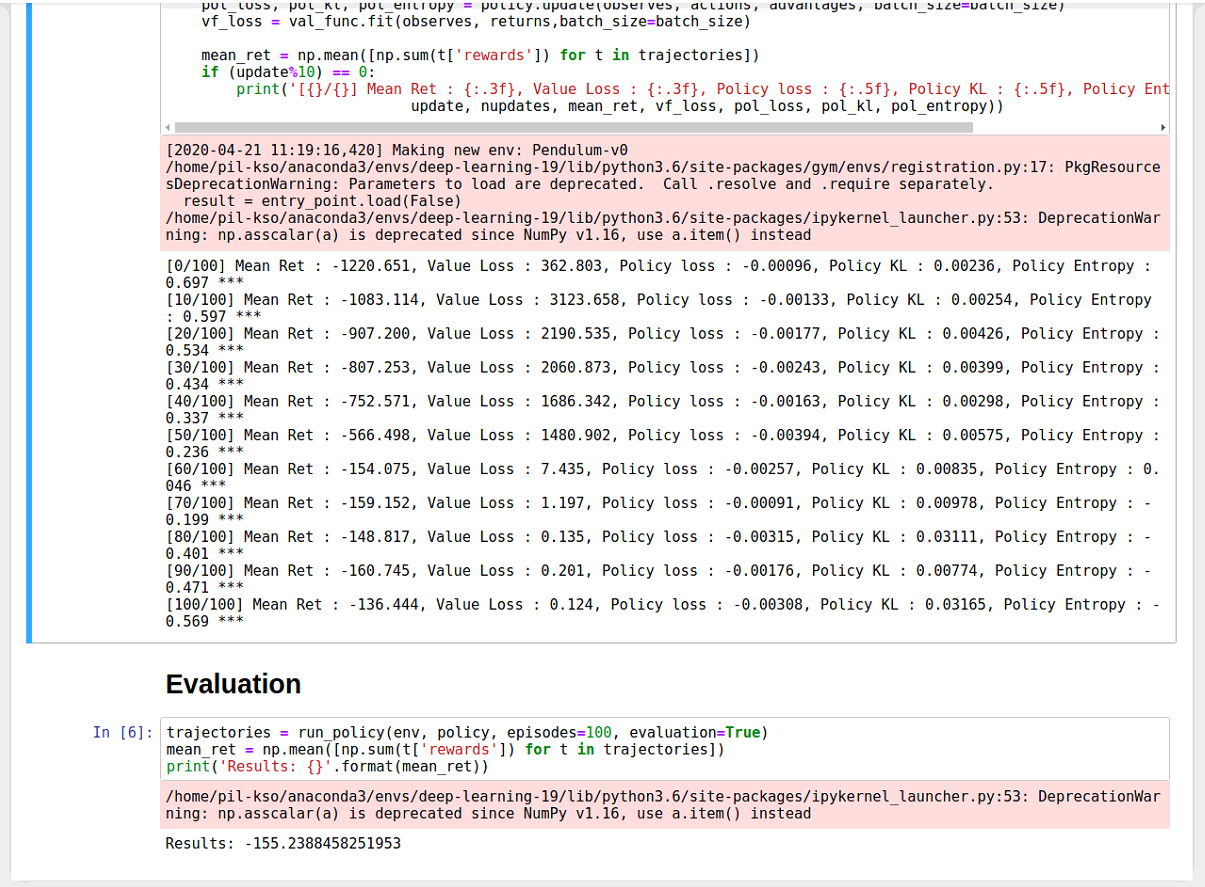 pol_loss, pol_kl, pol_entropy = policy.update(observes, actions, advantages, batch_size=batch_size)
vf_loss = val_func.fit(observes, returns,batch_size=batch_size)
mean_ret = np.mean([np.sum(t['rewards']) for t in trajectories])
if (update%10) == 0:
print('[{}/{}] Mean Ret : {:.3f}, Value Loss : {:.3f}, Policy loss : {:.5f}, Policy KL : {:.5f}, Policy Ent
update, nupdates, mean_ret, vf_loss, pol_loss, pol_kl, pol_entropy))
[2020-04-21 11:19:16,420] Making new env: Pendulum-v0
/home/pil-kso/anaconda3/envs/deep-learning-19/lib/python3.6/site-packages/gym/envs/registration.py:17: PkgResource
sDeprecationWarning: Parameters to load are deprecated.  Call .resolve and .require separately.
result = entry_point.load(False)
/home/pil-kso/anaconda3/envs/deep-learning-19/lib/python3.6/site-packages/ipykernel_launcher.py:53: DeprecationWar
ning: np.asscalar(a) is deprecated since NumPy v1.16, use a.item() instead
[0/100] Mean Ret : -1220.651, Value Loss : 362.803, Policy loss : -0.00096, Policy KL : 0.00236, Policy Entropy :
0.697 ***
[10/100] Mean Ret : -1083.114, Value Loss : 3123.658, Policy loss : -0.00133, Policy KL : 0.00254, Policy Entropy
: 0.597 ***
[20/100] Mean Ret : -907.200, Value Loss : 2190.535, Policy loss : -0.00177, Policy KL : 0.00426, Policy Entropy :
0.534 ***
[30/100] Mean Ret : -807.253, Value Loss : 2060.873, Policy loss : -0.00243, Policy KL : 0.00399, Policy Entropy :
0.434 ***
[40/100] Mean Ret : -752.571, Value Loss : 1686.342, Policy loss : -0.00163, Policy KL : 0.00298, Policy Entropy :
0.337 ***
[50/100] Mean Ret : -566.498, Value Loss : 1480.902, Policy loss : -0.00394, Policy KL : 0.00575, Policy Entropy :
0.236 ***
[60/100] Mean Ret : -154.075, Value Loss : 7.435, Policy loss : -0.00257, Policy KL : 0.00835, Policy Entropy : 0.
046 ***
[70/100] Mean Ret : -159.152, Value Loss : 1.197, Policy loss : -0.00091, Policy KL : 0.00978, Policy Entropy : -
0.199 ***
[80/100] Mean Ret : -148.817, Value Loss : 0.135, Policy loss : -0.00315, Policy KL : 0.03111, Policy Entropy : -
0.401 ***
[90/100] Mean Ret : -160.745, Value Loss : 0.201, Policy loss : -0.00176, Policy KL : 0.00774, Policy Entropy : -
0.471 ***
[100/100] Mean Ret : -136.444, Value Loss : 0.124, Policy loss : -0.00308, Policy KL : 0.03165, Policy Entropy : -
0.569 ***
Evaluation
In [6]: trajectories = run_policy(env, policy, episodes=100, evaluation=True)
mean_ret = np.mean([np.sum(t['rewards']) for t in trajectories])
print('Results: {}'.format(mean_ret))
/home/pil-kso/anaconda3/envs/deep-learning-19/lib/python3.6/site-packages/ipykernel_launcher.py:53: DeprecationWar
ning: np.asscalar(a) is deprecated since NumPy v1.16, use a.item() instead
Results: -155.2388458251953